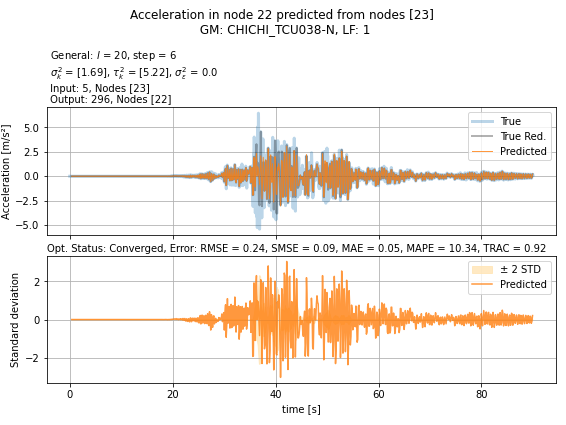 Acceleration in node 22 predicted from nodes [23]
GM: CHICHI_TCU038-N, LF: 1
General: l = 20, step = 6
σ²ₖ = [1.69], τ²ₖ = [5.22], σ²ε = 0.0
Input: 5, Nodes [23]
Output: 296, Nodes [22]
Acceleration [m/s²]
5.0
2.5
0.0
−2.5
−5.0
True
True Red.
Predicted
Opt. Status: Converged, Error: RMSE = 0.24, SMSE = 0.09, MAE = 0.05, MAPE = 10.34, TRAC = 0.92
Standard deviation
2
0
−2
± 2 STD
Predicted
0 20 40 60 80
time [s]